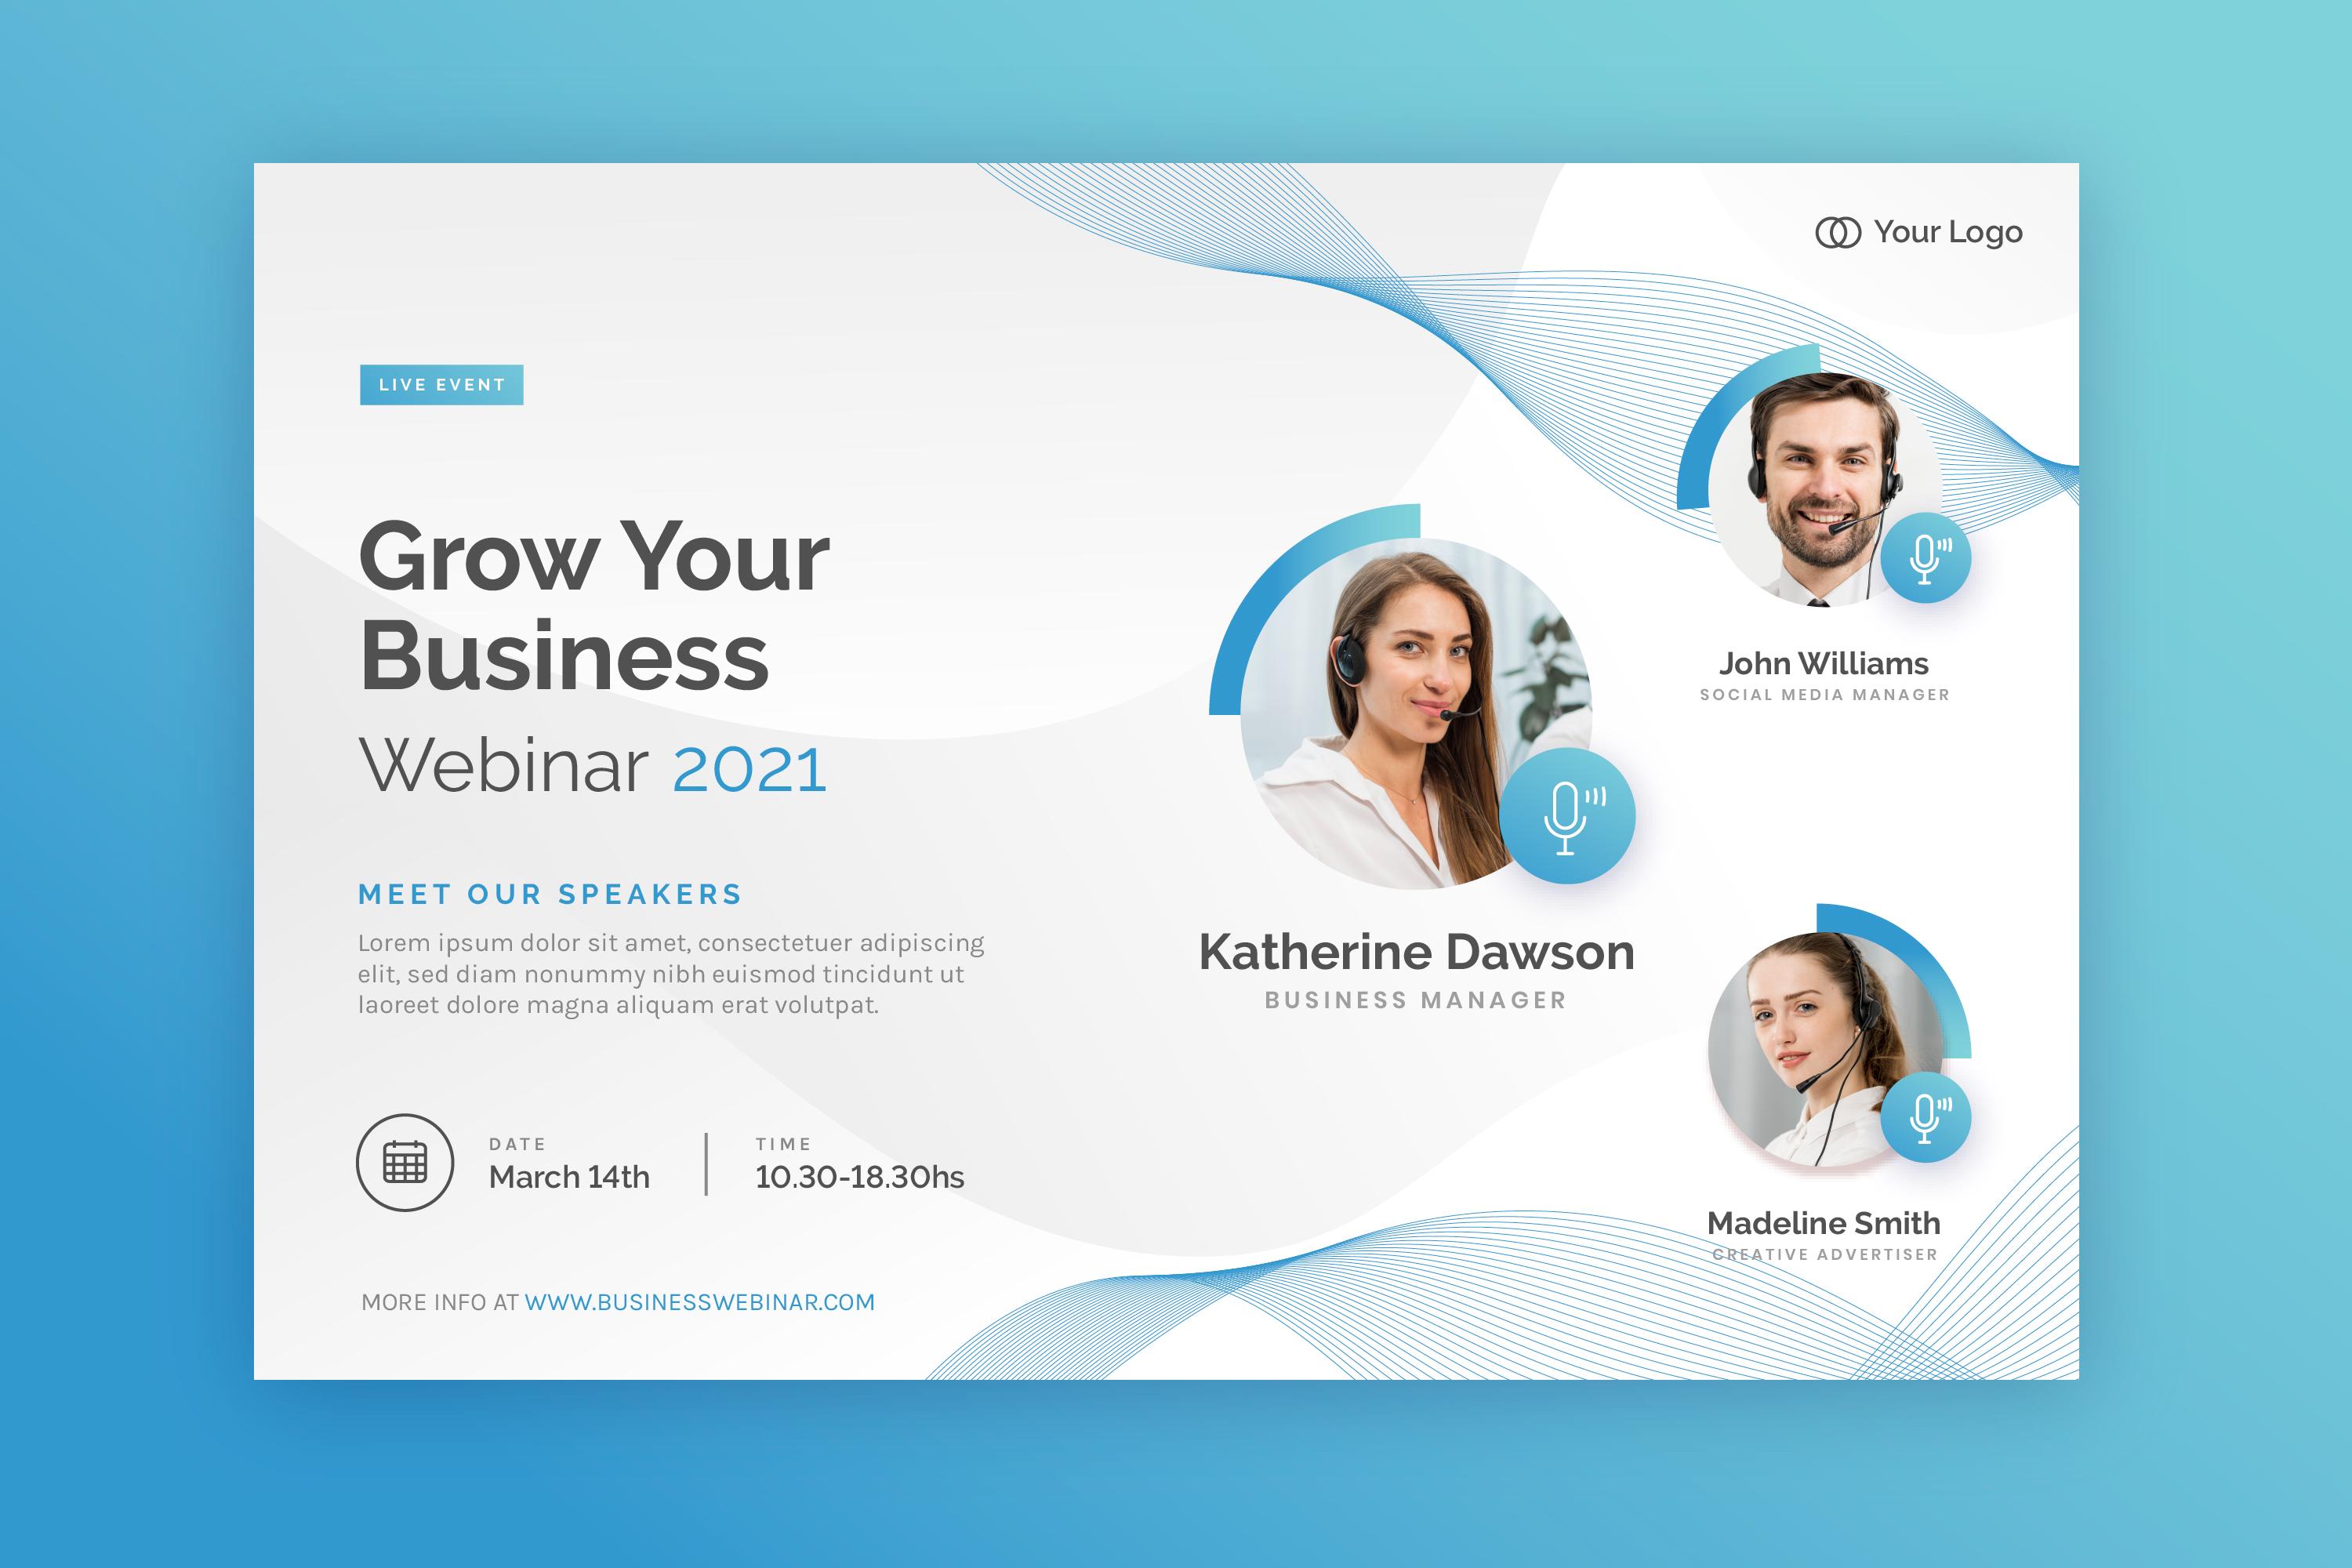 Your Logo
LIVE EVENT
Grow Your
Business
Webinar 2021
MEET OUR SPEAKERS
Lorem ipsum dolor sit amet, consectetuer adipiscing
elit, sed diam nonummy nibh euismod tincidunt ut
laoreet dolore magna aliquam erat volutpat.
DATE
March 14th
TIME
10.30-18.30hs
MORE INFO AT WWW.BUSINESSWEBINAR.COM
Katherine Dawson
BUSINESS MANAGER
John Williams
SOCIAL MEDIA MANAGER
Madeline Smith
CREATIVE ADVERTISER